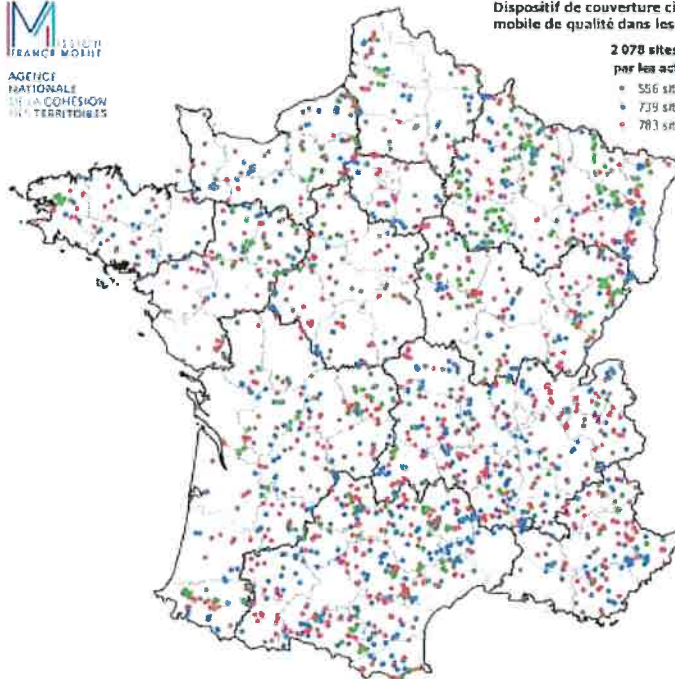 MISSION
FRANCE MOBILE
AGENCE
NATIONALE
DE LA COHÉSION
DES TERRITOIRES
Dispositif de couverture ci
mobile de qualité dans les
2 078 sites
par les act
556 sit
739 sit
783 sit